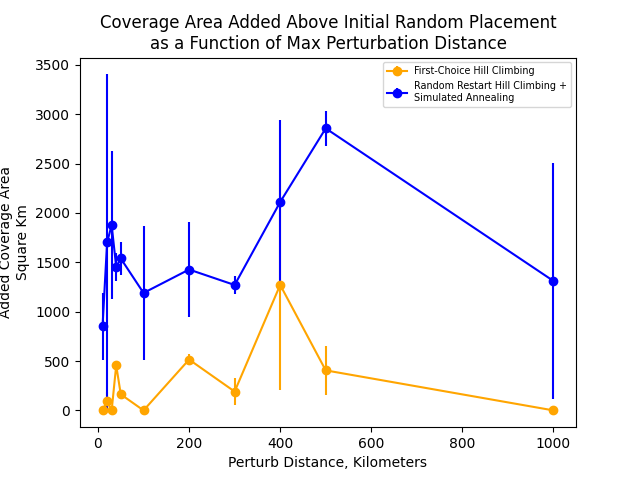 Coverage Area Added Above Initial Random Placement
as a Function of Max Perturbation Distance
First-Choice Hill Climbing
Random Restart Hill Climbing +
Simulated Annealing
Added Coverage Area
Square Km
3500
3000
2500
2000
1500
1000
500
0
0
200
400
600
800
1000
Perturb Distance, Kilometers